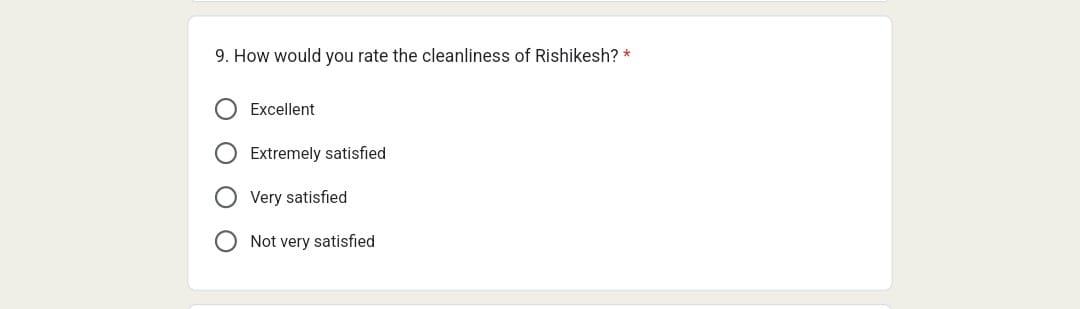 9. How would you rate the cleanliness of Rishikesh? *
Excellent
Extremely satisfied
Very satisfied
Not very satisfied